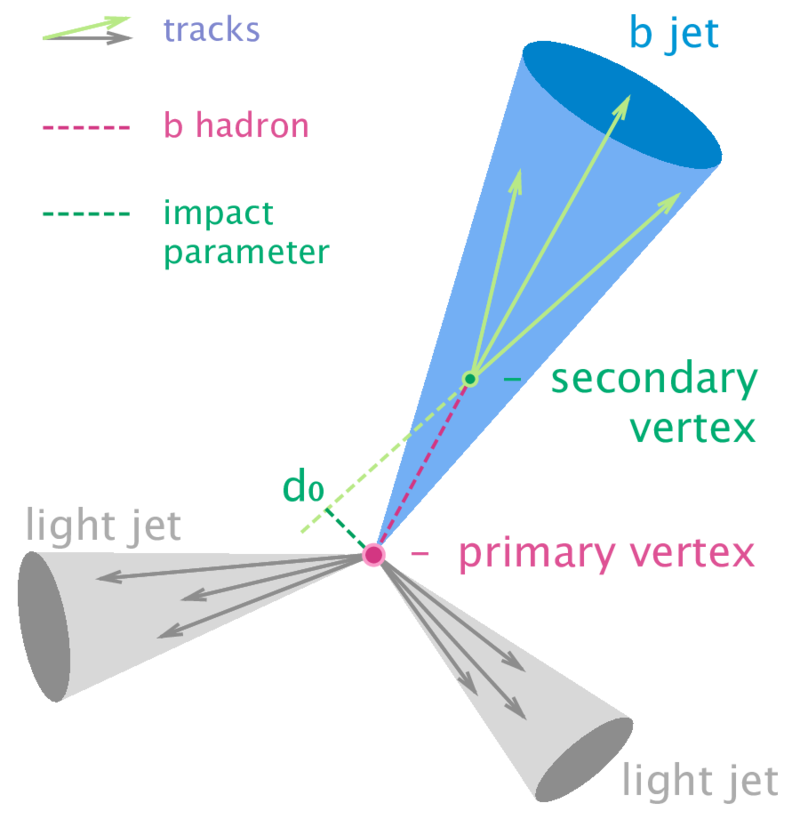 tracks
b hadron
impact
parameter
b jet
– secondary
vertex
d₀
light jet
– primary vertex
light jet